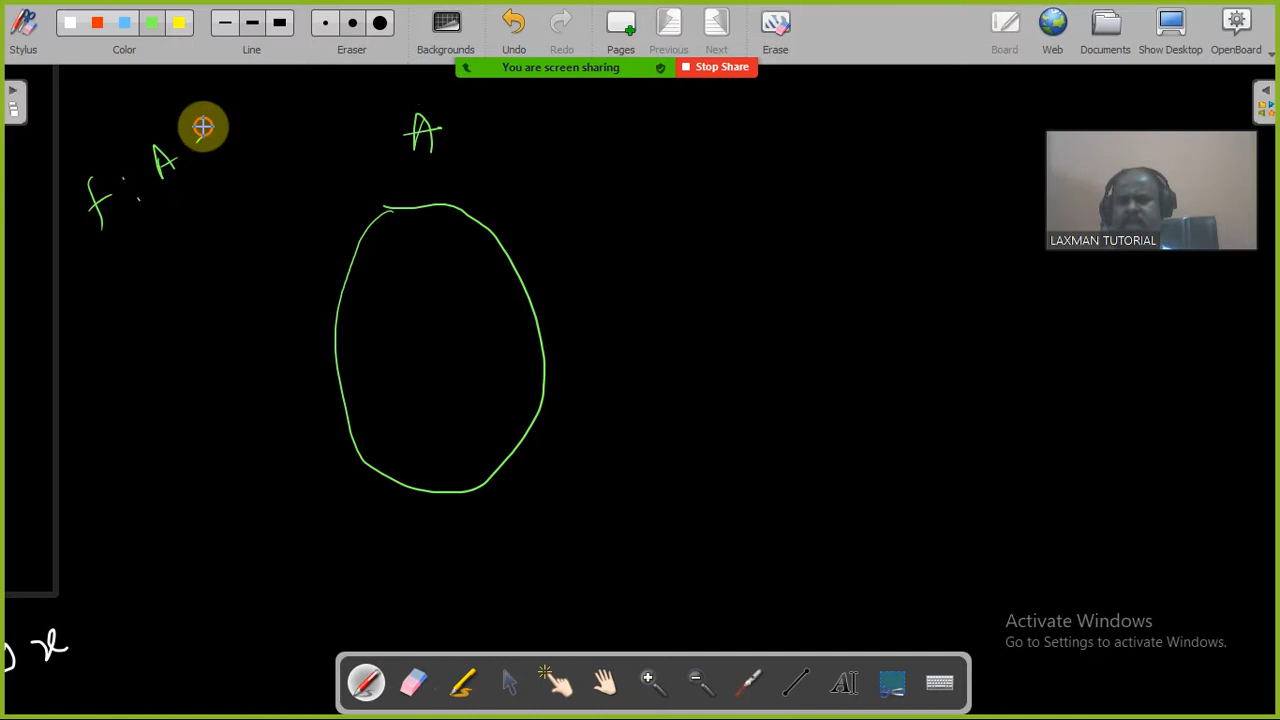 Stylus Color Line Eraser Backgrounds Undo Redo Pages Previous Next Erase Board Web Documents Show Desktop OpenBoard
You are screen sharing Stop Share
A
f : A
LAXMAN TUTORIAL
x
Activate Windows
Go to Settings to activate Windows.